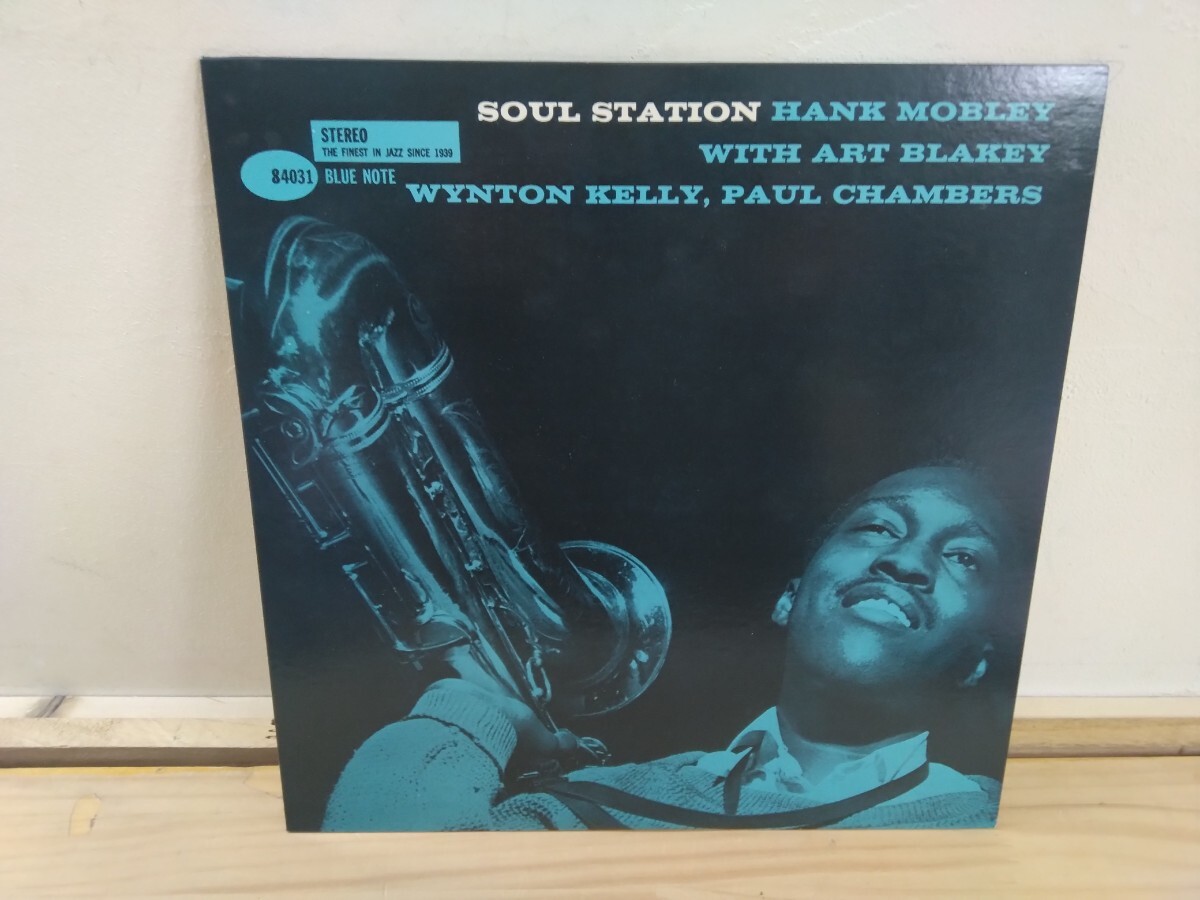 SOUL STATION HANK MOBLEY
WITH ART BLAKEY
WYNTON KELLY, PAUL CHAMBERS
STEREO
THE FINEST IN JAZZ SINCE 1939
84031 BLUE NOTE